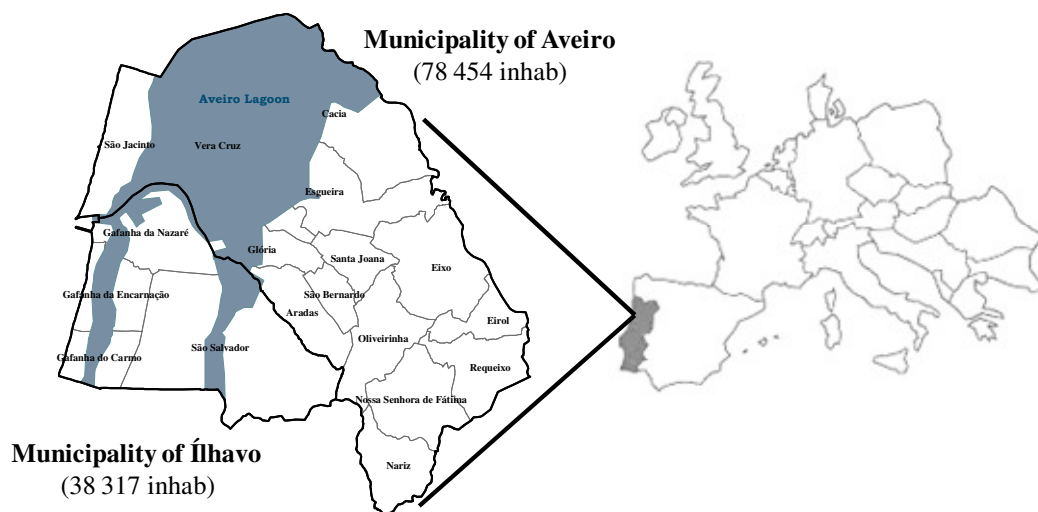 Municipality of Aveiro
(78 454 inhab)
Aveiro Lagoon
Cacia
São Jacinto
Vera Cruz
Esgueira
Gafanha da Nazaré
Glória
Santa Joana
Eixo
Gafanha da Encarnação
São Bernardo
Aradas
Eirol
Oliveirinha
São Salvador
Gafanha do Carmo
Requeixo
Nossa Senhora de Fátima
Municipality of Ílhavo
(38 317 inhab)
Nariz